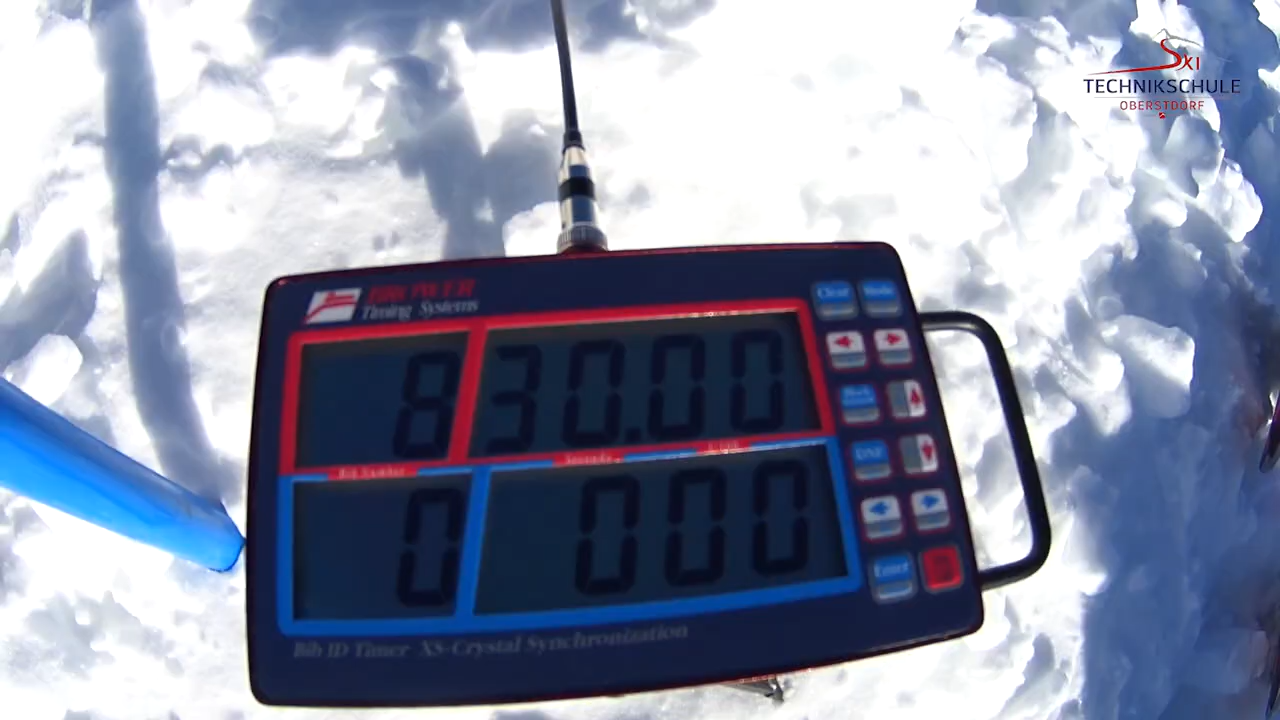 SKI
TECHNIKSCHULE
OBERSTDORF
BROWER
Timing Systems
Clear Mode
8 30.00
Bib Number Seconds
DNF
0 000
Enter
Bib ID Timer XS-Crystal Synchronization